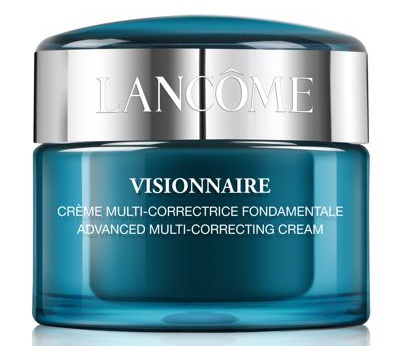 LANCÔME
VISIONNAIRE
CRÈME MULTI-CORRECTRICE FONDAMENTALE
ADVANCED MULTI-CORRECTING CREAM